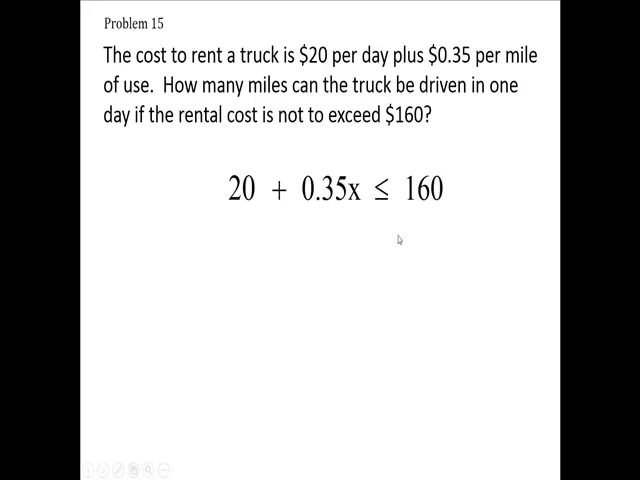 Problem 15
The cost to rent a truck is $20 per day plus $0.35 per mile
of use.  How many miles can the truck be driven in one
day if the rental cost is not to exceed $160?
20 + 0.35x ≤ 160